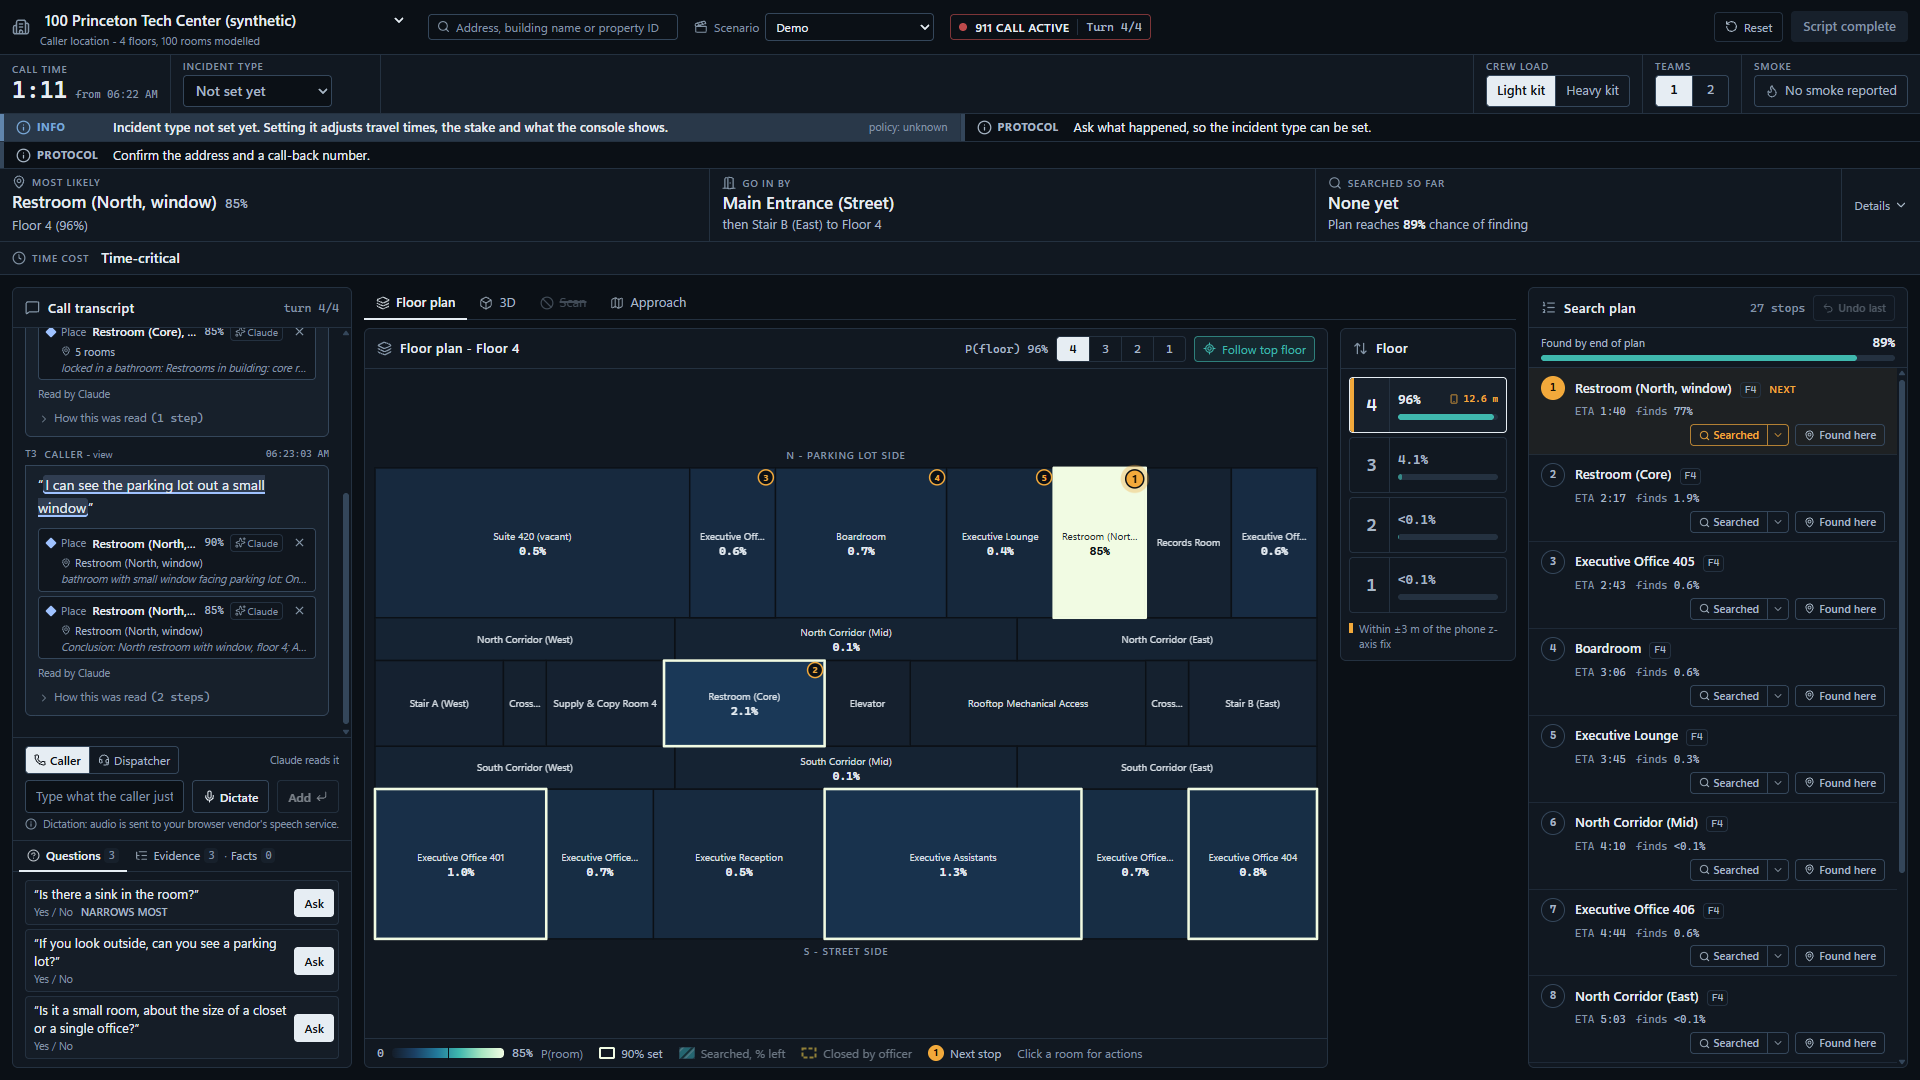 100 Princeton Tech Center (synthetic)
Caller location - 4 floors, 100 rooms modelled
Address, building name or property ID
Scenario
Demo
911 CALL ACTIVE
Turn 4/4
Reset
Script complete
CALL TIME
1:11 from 06:22 AM
INCIDENT TYPE
Not set yet
CREW LOAD
Light kit
Heavy kit
TEAMS
1
2
SMOKE
No smoke reported
INFO
Incident type not set yet. Setting it adjusts travel times, the stake and what the console shows.
policy: unknown
PROTOCOL
Ask what happened, so the incident type can be set.
PROTOCOL
Confirm the address and a call-back number.
MOST LIKELY
Restroom (North, window) 85%
Floor 4 (96%)
GO IN BY
Main Entrance (Street)
then Stair B (East) to Floor 4
SEARCHED SO FAR
None yet
Plan reaches 89% chance of finding
Details
TIME COST
Time-critical
Call transcript
turn 4/4
Place Restroom (Core), ... 85% Claude
5 rooms
locked in a bathroom: Restrooms in building: core r...
Read by Claude
How this was read (1 step)
T3 CALLER - view 06:23:03 AM
“I can see the parking lot out a small
window”
Place Restroom (North,... 90% Claude
Restroom (North, window)
bathroom with small window facing parking lot: On...
Place Restroom (North,... 85% Claude
Restroom (North, window)
Conclusion: North restroom with window, floor 4; A...
Read by Claude
How this was read (2 steps)
Caller
Dispatcher
Claude reads it
Type what the caller just
Dictate
Add
Dictation: audio is sent to your browser vendor's speech service.
Questions 3
Evidence 3 · Facts 0
“Is there a sink in the room?”
Yes / No NARROWS MOST
Ask
“If you look outside, can you see a parking
lot?”
Yes / No
Ask
“Is it a small room, about the size of a closet
or a single office?”
Yes / No
Ask
Floor plan
3D
Scan
Approach
Floor plan - Floor 4
P(floor) 96%
4
3
2
1
Follow top floor
N - PARKING LOT SIDE
3
4
5
1
Suite 420 (vacant)
0.5%
Executive Off...
0.6%
Boardroom
0.7%
Executive Lounge
0.4%
Restroom (Nort...
85%
Records Room
Executive Off...
0.6%
North Corridor (West)
North Corridor (Mid)
0.1%
North Corridor (East)
2
Stair A (West)
Cross...
Supply & Copy Room 4
Restroom (Core)
2.1%
Elevator
Rooftop Mechanical Access
Cross...
Stair B (East)
South Corridor (West)
South Corridor (Mid)
0.1%
South Corridor (East)
Executive Office 401
1.0%
Executive Office...
0.7%
Executive Reception
0.5%
Executive Assistants
1.3%
Executive Office...
0.7%
Executive Office 404
0.8%
S - STREET SIDE
0
85% P(room)
90% set
Searched, % left
Closed by officer
1 Next stop
Click a room for actions
Floor
4
96%
12.6 m
3
4.1%
2
<0.1%
1
<0.1%
Within ±3 m of the phone z-
axis fix
Search plan
27 stops
Undo last
Found by end of plan
89%
1
Restroom (North, window) F4 NEXT
ETA 1:40 finds 77%
Searched
Found here
2
Restroom (Core) F4
ETA 2:17 finds 1.9%
Searched
Found here
3
Executive Office 405 F4
ETA 2:43 finds 0.6%
Searched
Found here
4
Boardroom F4
ETA 3:06 finds 0.6%
Searched
Found here
5
Executive Lounge F4
ETA 3:45 finds 0.3%
Searched
Found here
6
North Corridor (Mid) F4
ETA 4:10 finds <0.1%
Searched
Found here
7
Executive Office 406 F4
ETA 4:44 finds 0.6%
Searched
Found here
8
North Corridor (East) F4
ETA 5:03 finds <0.1%
Searched
Found here